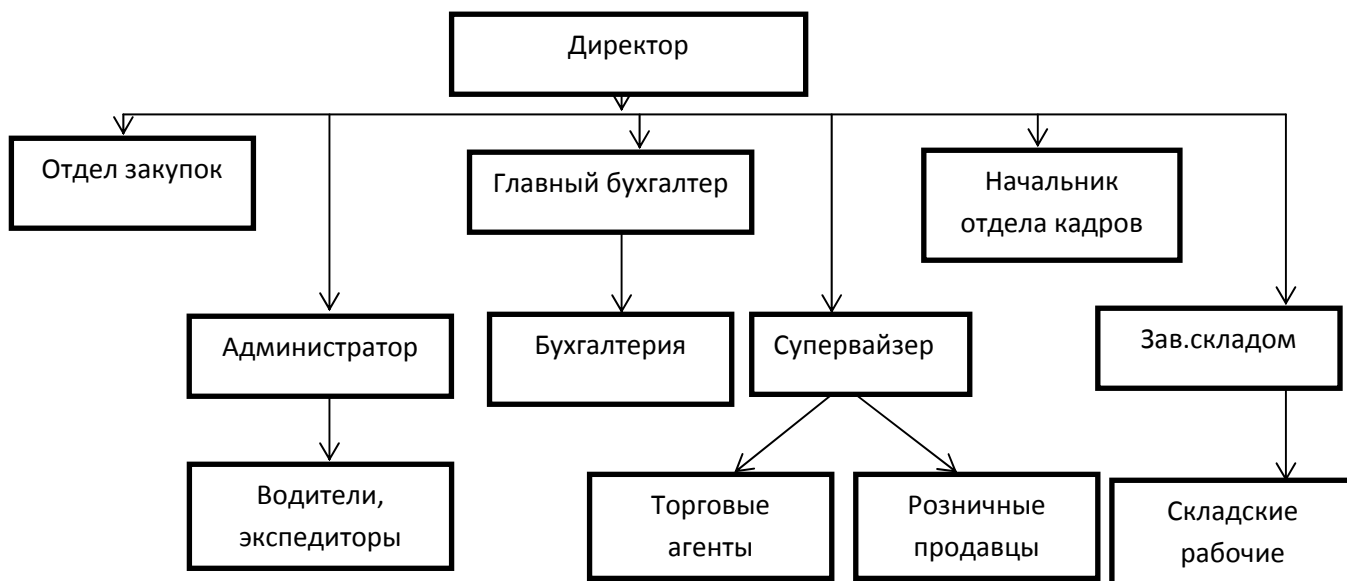 Директор
Отдел закупок
Главный бухгалтер
Начальник
отдела кадров
Администратор
Бухгалтерия
Супервайзер
Зав.складом
Водители,
экспедиторы
Торговые
агенты
Розничные
продавцы
Складские
рабочие